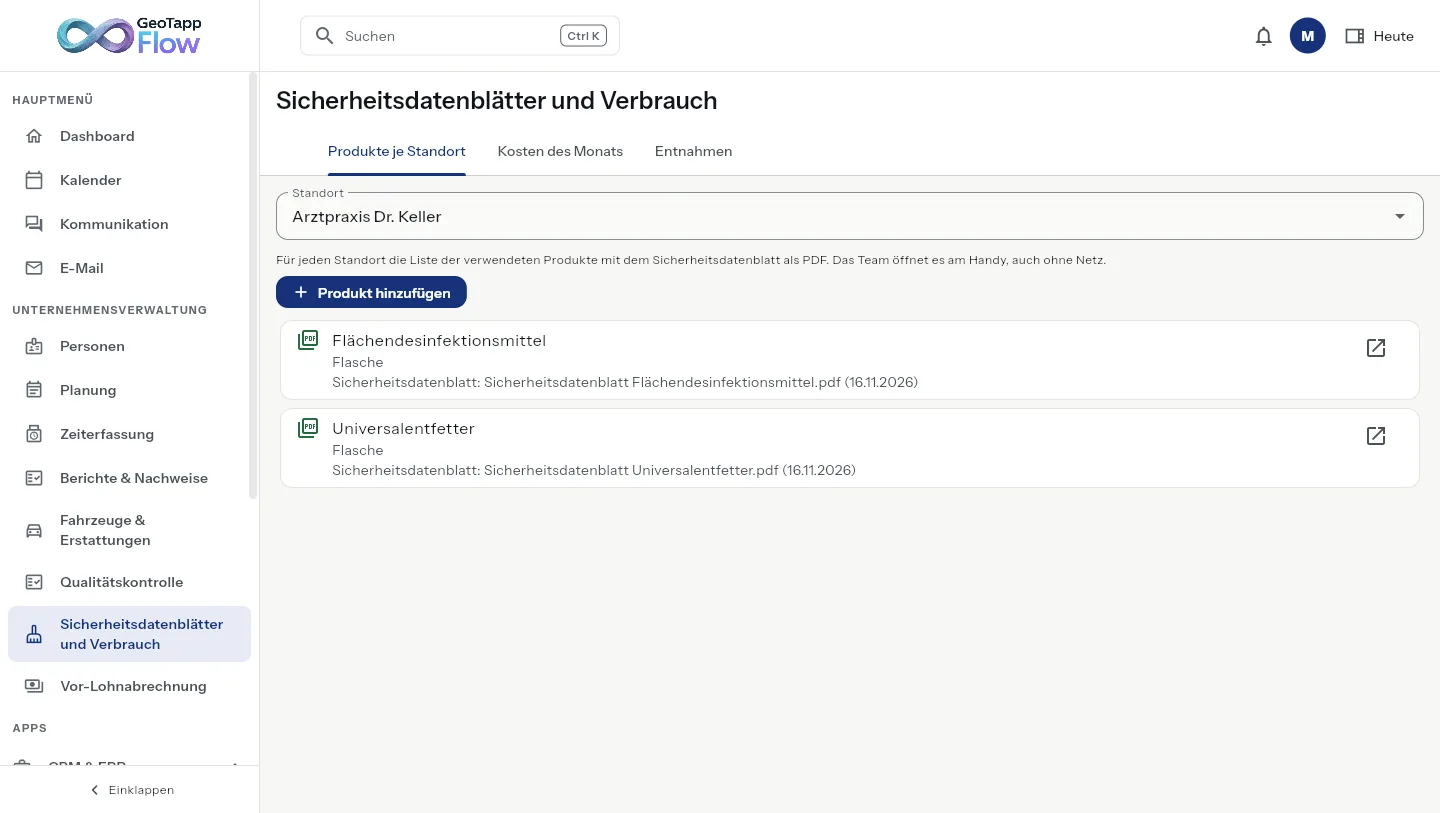 GeoTapp
Flow
Suchen
Ctrl K
M
Heute
HAUPTMENÜ
Dashboard
Kalender
Kommunikation
E-Mail
UNTERNEHMENSVERWALTUNG
Personen
Planung
Zeiterfassung
Berichte & Nachweise
Fahrzeuge &
Erstattungen
Qualitätskontrolle
Sicherheitsdatenblätter
und Verbrauch
Vor-Lohnabrechnung
APPS
CRM & ERP
Einklappen
Sicherheitsdatenblätter und Verbrauch
Produkte je Standort
Kosten des Monats
Entnahmen
Standort
Arztpraxis Dr. Keller
Für jeden Standort die Liste der verwendeten Produkte mit dem Sicherheitsdatenblatt als PDF. Das Team öffnet es am Handy, auch ohne Netz.
Produkt hinzufügen
PDF
Flächendesinfektionsmittel
Flasche
Sicherheitsdatenblatt: Sicherheitsdatenblatt Flächendesinfektionsmittel.pdf (16.11.2026)
PDF
Universalentfetter
Flasche
Sicherheitsdatenblatt: Sicherheitsdatenblatt Universalentfetter.pdf (16.11.2026)